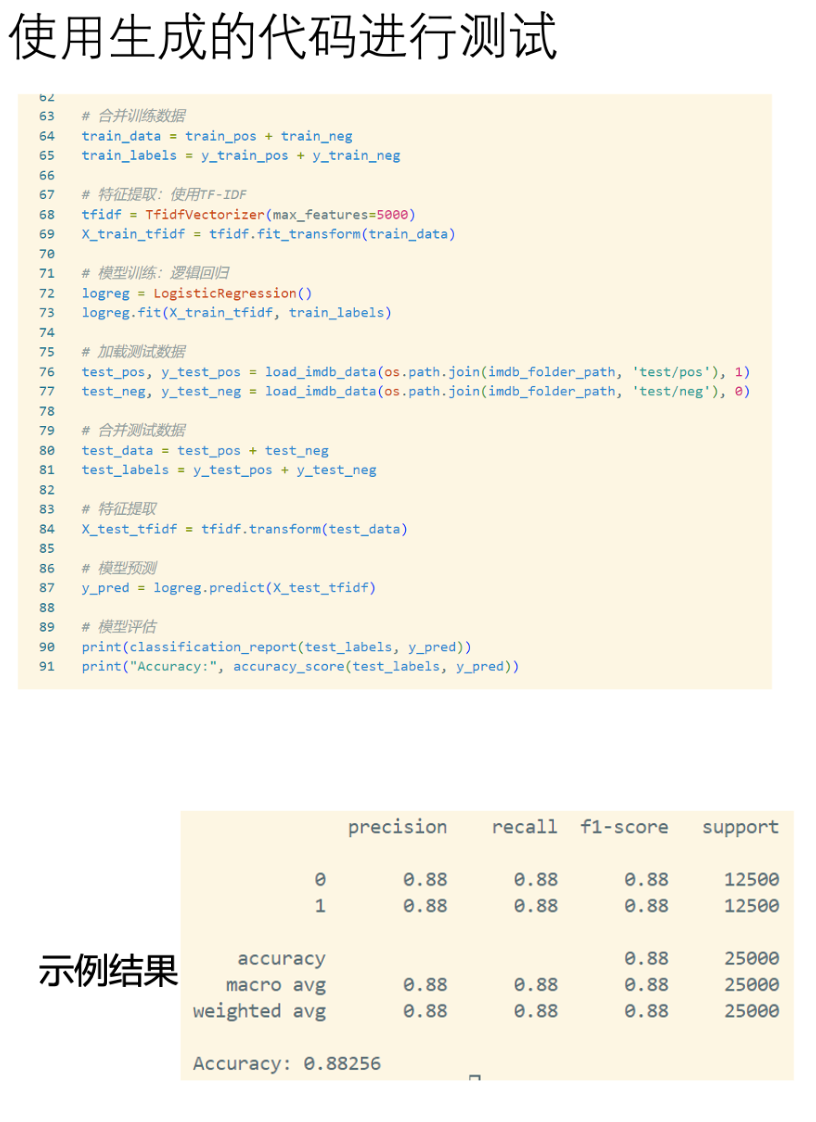 使用生成的代码进行测试
62
63 # 合并训练数据
64 train_data = train_pos + train_neg
65 train_labels = y_train_pos + y_train_neg
66
67 # 特征提取：使用TF-IDF
68 tfidf = TfidfVectorizer(max_features=5000)
69 X_train_tfidf = tfidf.fit_transform(train_data)
70
71 # 模型训练：逻辑回归
72 logreg = LogisticRegression()
73 logreg.fit(X_train_tfidf, train_labels)
74
75 # 加载测试数据
76 test_pos, y_test_pos = load_imdb_data(os.path.join(imdb_folder_path, 'test/pos'), 1)
77 test_neg, y_test_neg = load_imdb_data(os.path.join(imdb_folder_path, 'test/neg'), 0)
78
79 # 合并测试数据
80 test_data = test_pos + test_neg
81 test_labels = y_test_pos + y_test_neg
82
83 # 特征提取
84 X_test_tfidf = tfidf.transform(test_data)
85
86 # 模型预测
87 y_pred = logreg.predict(X_test_tfidf)
88
89 # 模型评估
90 print(classification_report(test_labels, y_pred))
91 print("Accuracy:", accuracy_score(test_labels, y_pred))
示例结果
precision recall f1-score support
0 0.88 0.88 0.88 12500
1 0.88 0.88 0.88 12500
accuracy 0.88 25000
macro avg 0.88 0.88 0.88 25000
weighted avg 0.88 0.88 0.88 25000
Accuracy: 0.88256